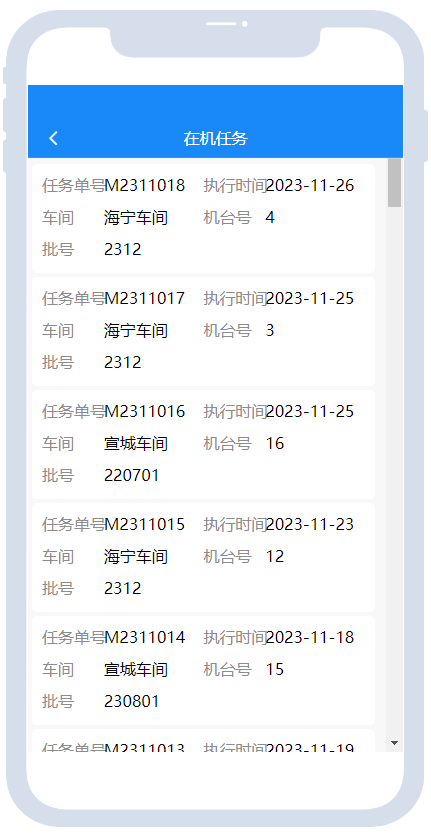 在机任务
任务单号M2311018 执行时间2023-11-26
车间 海宁车间 机台号 4
批号 2312
任务单号M2311017 执行时间2023-11-25
车间 海宁车间 机台号 3
批号 2312
任务单号M2311016 执行时间2023-11-25
车间 宣城车间 机台号 16
批号 220701
任务单号M2311015 执行时间2023-11-23
车间 海宁车间 机台号 12
批号 2312
任务单号M2311014 执行时间2023-11-18
车间 宣城车间 机台号 15
批号 230801
任务单号M2311013 执行时间2023-11-19